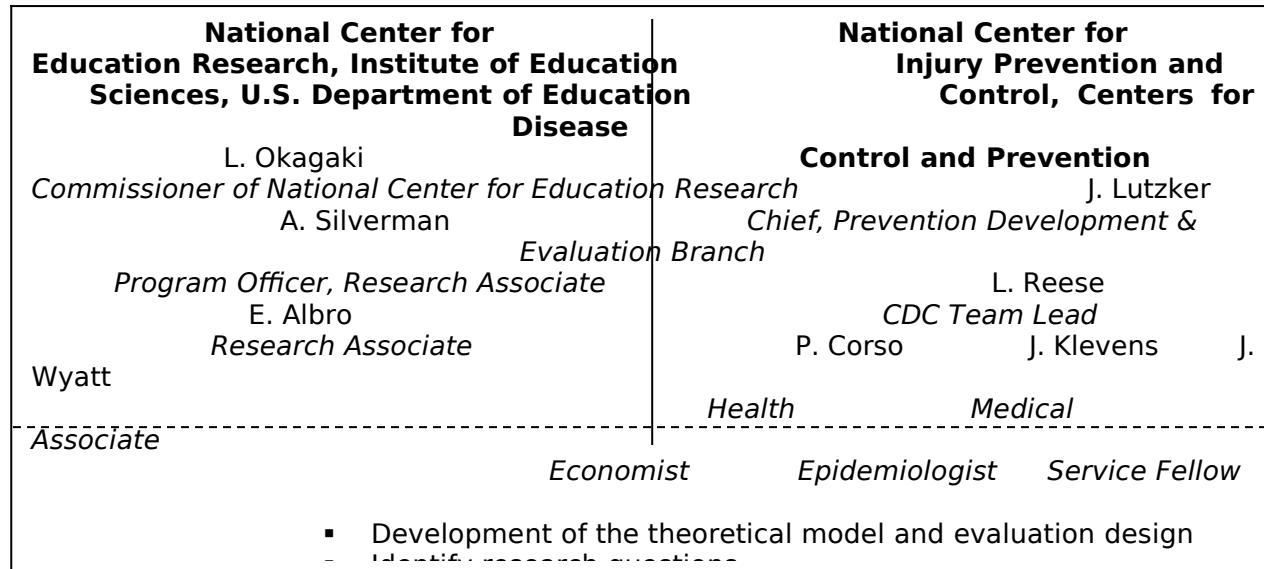 National Center for National Center for
Education Research, Institute of Education Injury Prevention and
Sciences, U.S. Department of Education Control, Centers for
Disease
L. Okagaki Control and Prevention
Commissioner of National Center for Education Research J. Lutzker
A. Silverman Chief, Prevention Development &
Evaluation Branch
Program Officer, Research Associate L. Reese
E. Albro CDC Team Lead
Research Associate P. Corso J. Klevens J.
Wyatt
Health Medical
Associate
Economist Epidemiologist Service Fellow
▪ Development of the theoretical model and evaluation design
▪ Identify research questions